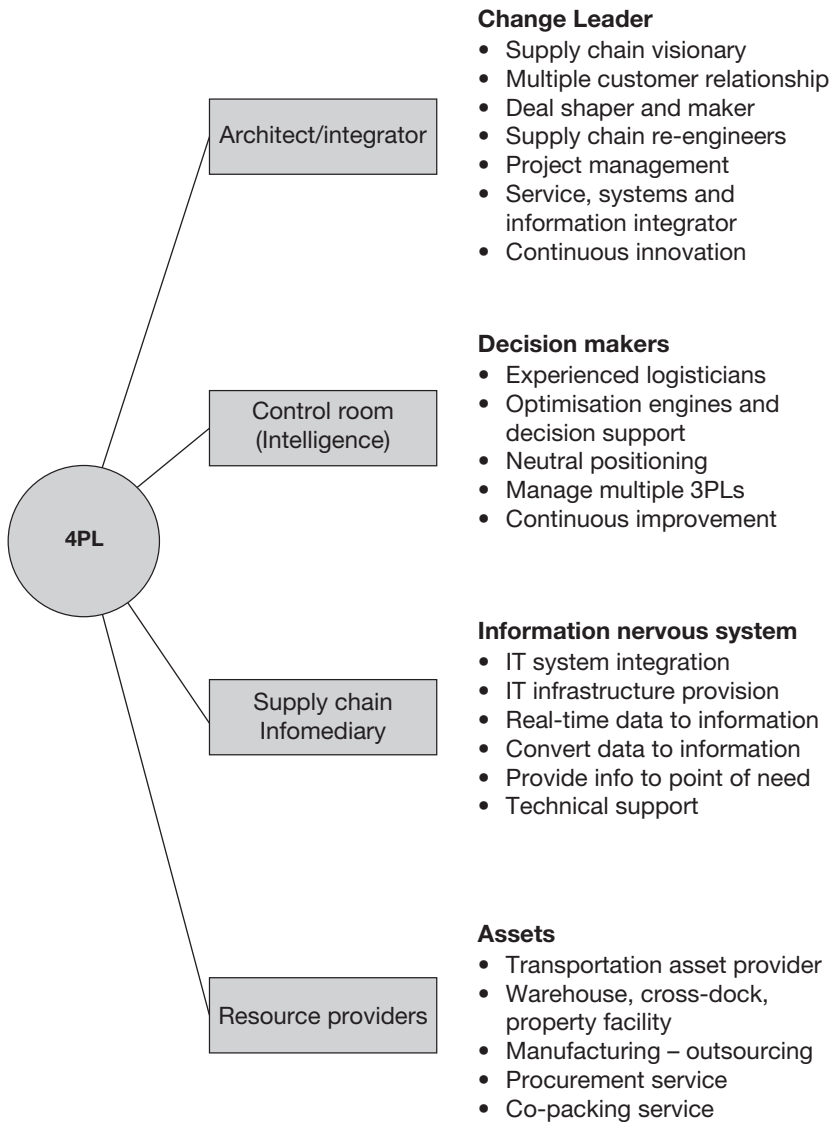 Change Leader
• Supply chain visionary
• Multiple customer relationship
• Deal shaper and maker
• Supply chain re-engineers
• Project management
• Service, systems and
information integrator
• Continuous innovation
Architect/integrator
Decision makers
• Experienced logisticians
• Optimisation engines and
decision support
• Neutral positioning
• Manage multiple 3PLs
• Continuous improvement
Control room
(Intelligence)
4PL
Information nervous system
• IT system integration
• IT infrastructure provision
• Real-time data to information
• Convert data to information
• Provide info to point of need
• Technical support
Supply chain
Infomediary
Assets
• Transportation asset provider
• Warehouse, cross-dock,
property facility
• Manufacturing – outsourcing
• Procurement service
• Co-packing service
Resource providers